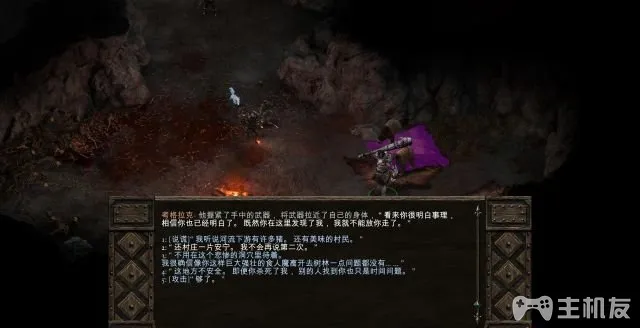 考格拉克: 他握紧了手中的武器，将武器拉近了自己的身体，"看来你很明白事理，
相信你也已经明白了。既然你在这里发现了我，我就不能放你走了。"
1: [说谎]"我听说河流下游有许多猪。还有美味的村民。"
2: "还村庄一片安宁。我不会再说第二次。"
3: "不用在这个悲惨的洞穴里待着。
我很确信像你这样巨大强壮的食人魔离开去树林一点问题都没有……"
4: "这地方不安全。即便你杀死了我，别的人找到你也只是时间问题。"
5: [攻击]"够了。"
主机友